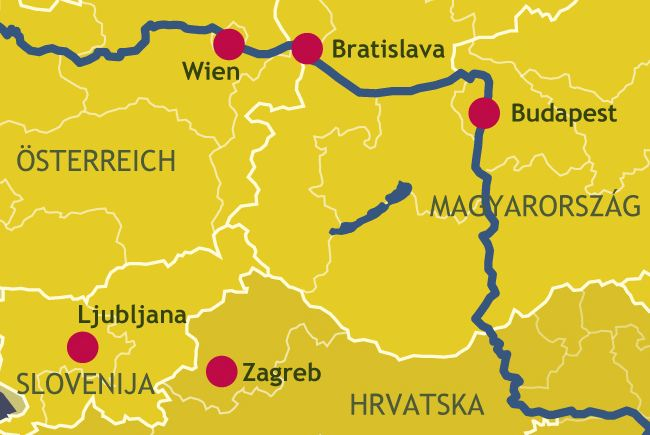 Bratislava
Wien
Budapest
ÖSTERREICH
MAGYARORSZÁG
Ljubljana
Zagreb
SLOVENIJA
HRVATSKA